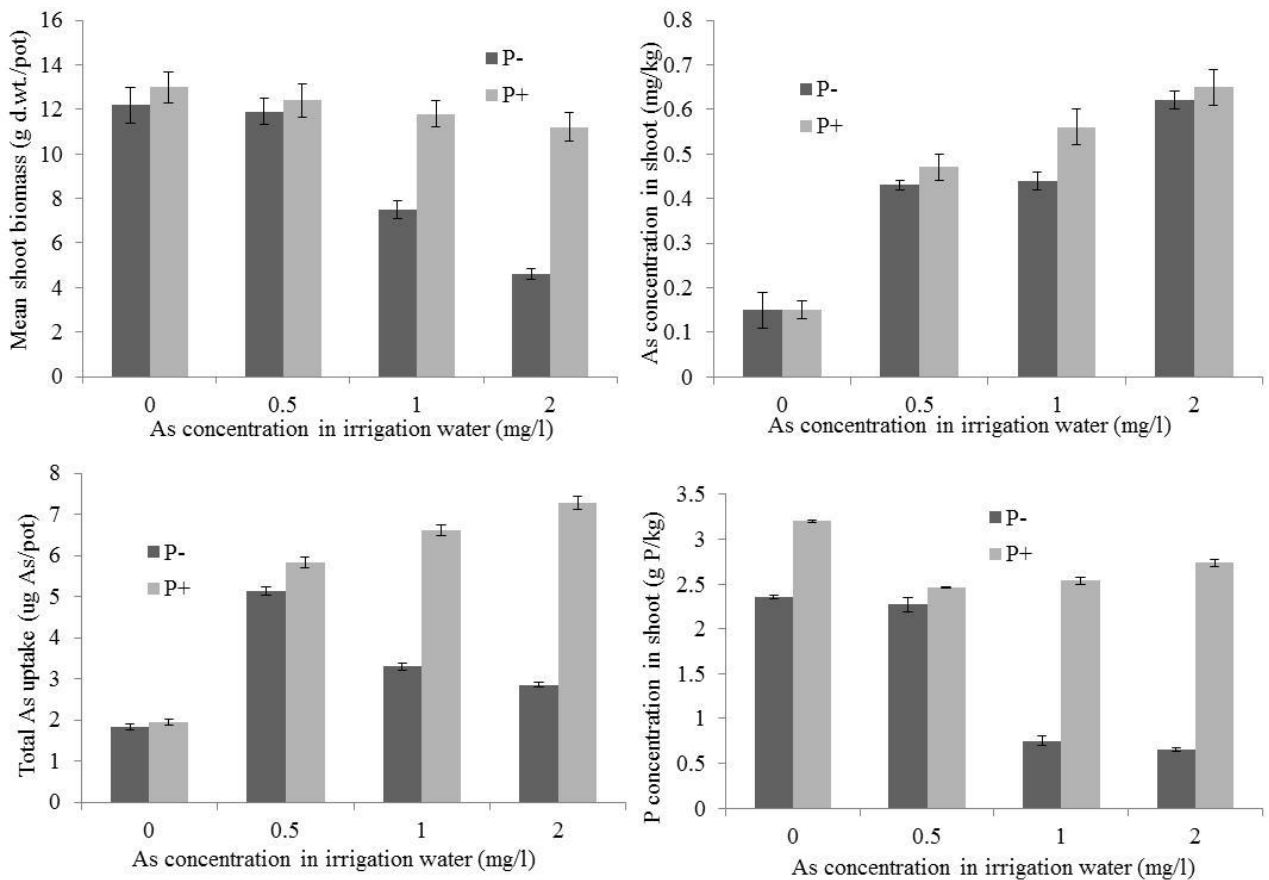 Mean shoot biomass (g d.wt./pot)
16
14
12
10
8
6
4
2
0
P-
P+
0 0.5 1 2
As concentration in irrigation water (mg/l)
As concentration in shoot (mg/kg)
0.8
0.7
0.6
0.5
0.4
0.3
0.2
0.1
0
P-
P+
0 0.5 1 2
As concentration in irrigation water (mg/l)
Total As uptake (ug As/pot)
8
7
6
5
4
3
2
1
0
P-
P+
0 0.5 1 2
As concentration in irrigation water (mg/l)
P concentration in shoot (g P/kg)
3.5
3
2.5
2
1.5
1
0.5
0
P-
P+
0 0.5 1 2
As concentration in irrigation water (mg/l)